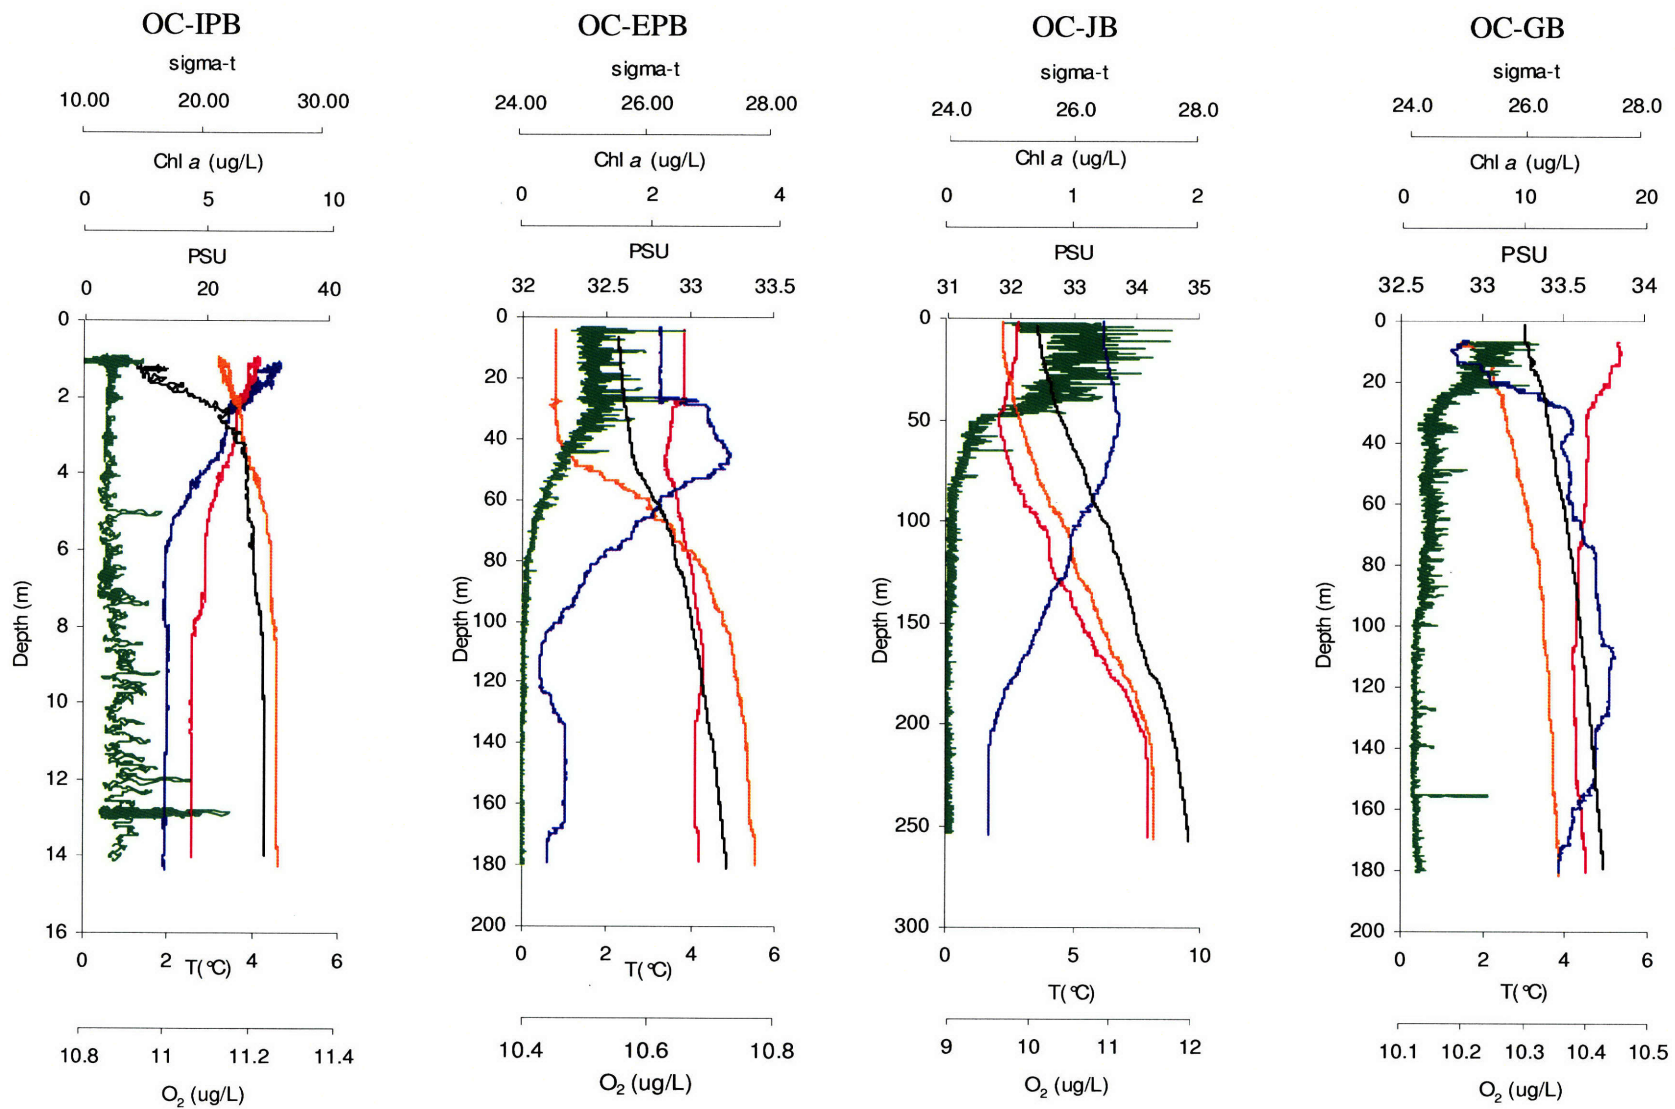 OC-IPB
sigma-t
10.00 20.00 30.00
Chl a (ug/L)
0 5 10
PSU
0 20 40
0
2
4
6
8
10
12
14
16
Depth (m)
0 2 4 6
T(°C)
10.8 11 11.2 11.4
O2 (ug/L)
OC-EPB
sigma-t
24.00 26.00 28.00
Chl a (ug/L)
0 2 4
PSU
32 32.5 33 33.5
0
20
40
60
80
100
120
140
160
180
200
Depth (m)
0 2 4 6
T(°C)
10.4 10.6 10.8
O2 (ug/L)
OC-JB
sigma-t
24.0 26.0 28.0
Chl a (ug/L)
0 1 2
PSU
31 32 33 34 35
0
50
100
150
200
250
300
Depth (m)
0 5 10
T(°C)
9 10 11 12
O2 (ug/L)
OC-GB
sigma-t
24.0 26.0 28.0
Chl a (ug/L)
0 10 20
PSU
32.5 33 33.5 34
0
20
40
60
80
100
120
140
160
180
200
Depth (m)
0 2 4 6
T(°C)
10.1 10.2 10.3 10.4 10.5
O2 (ug/L)